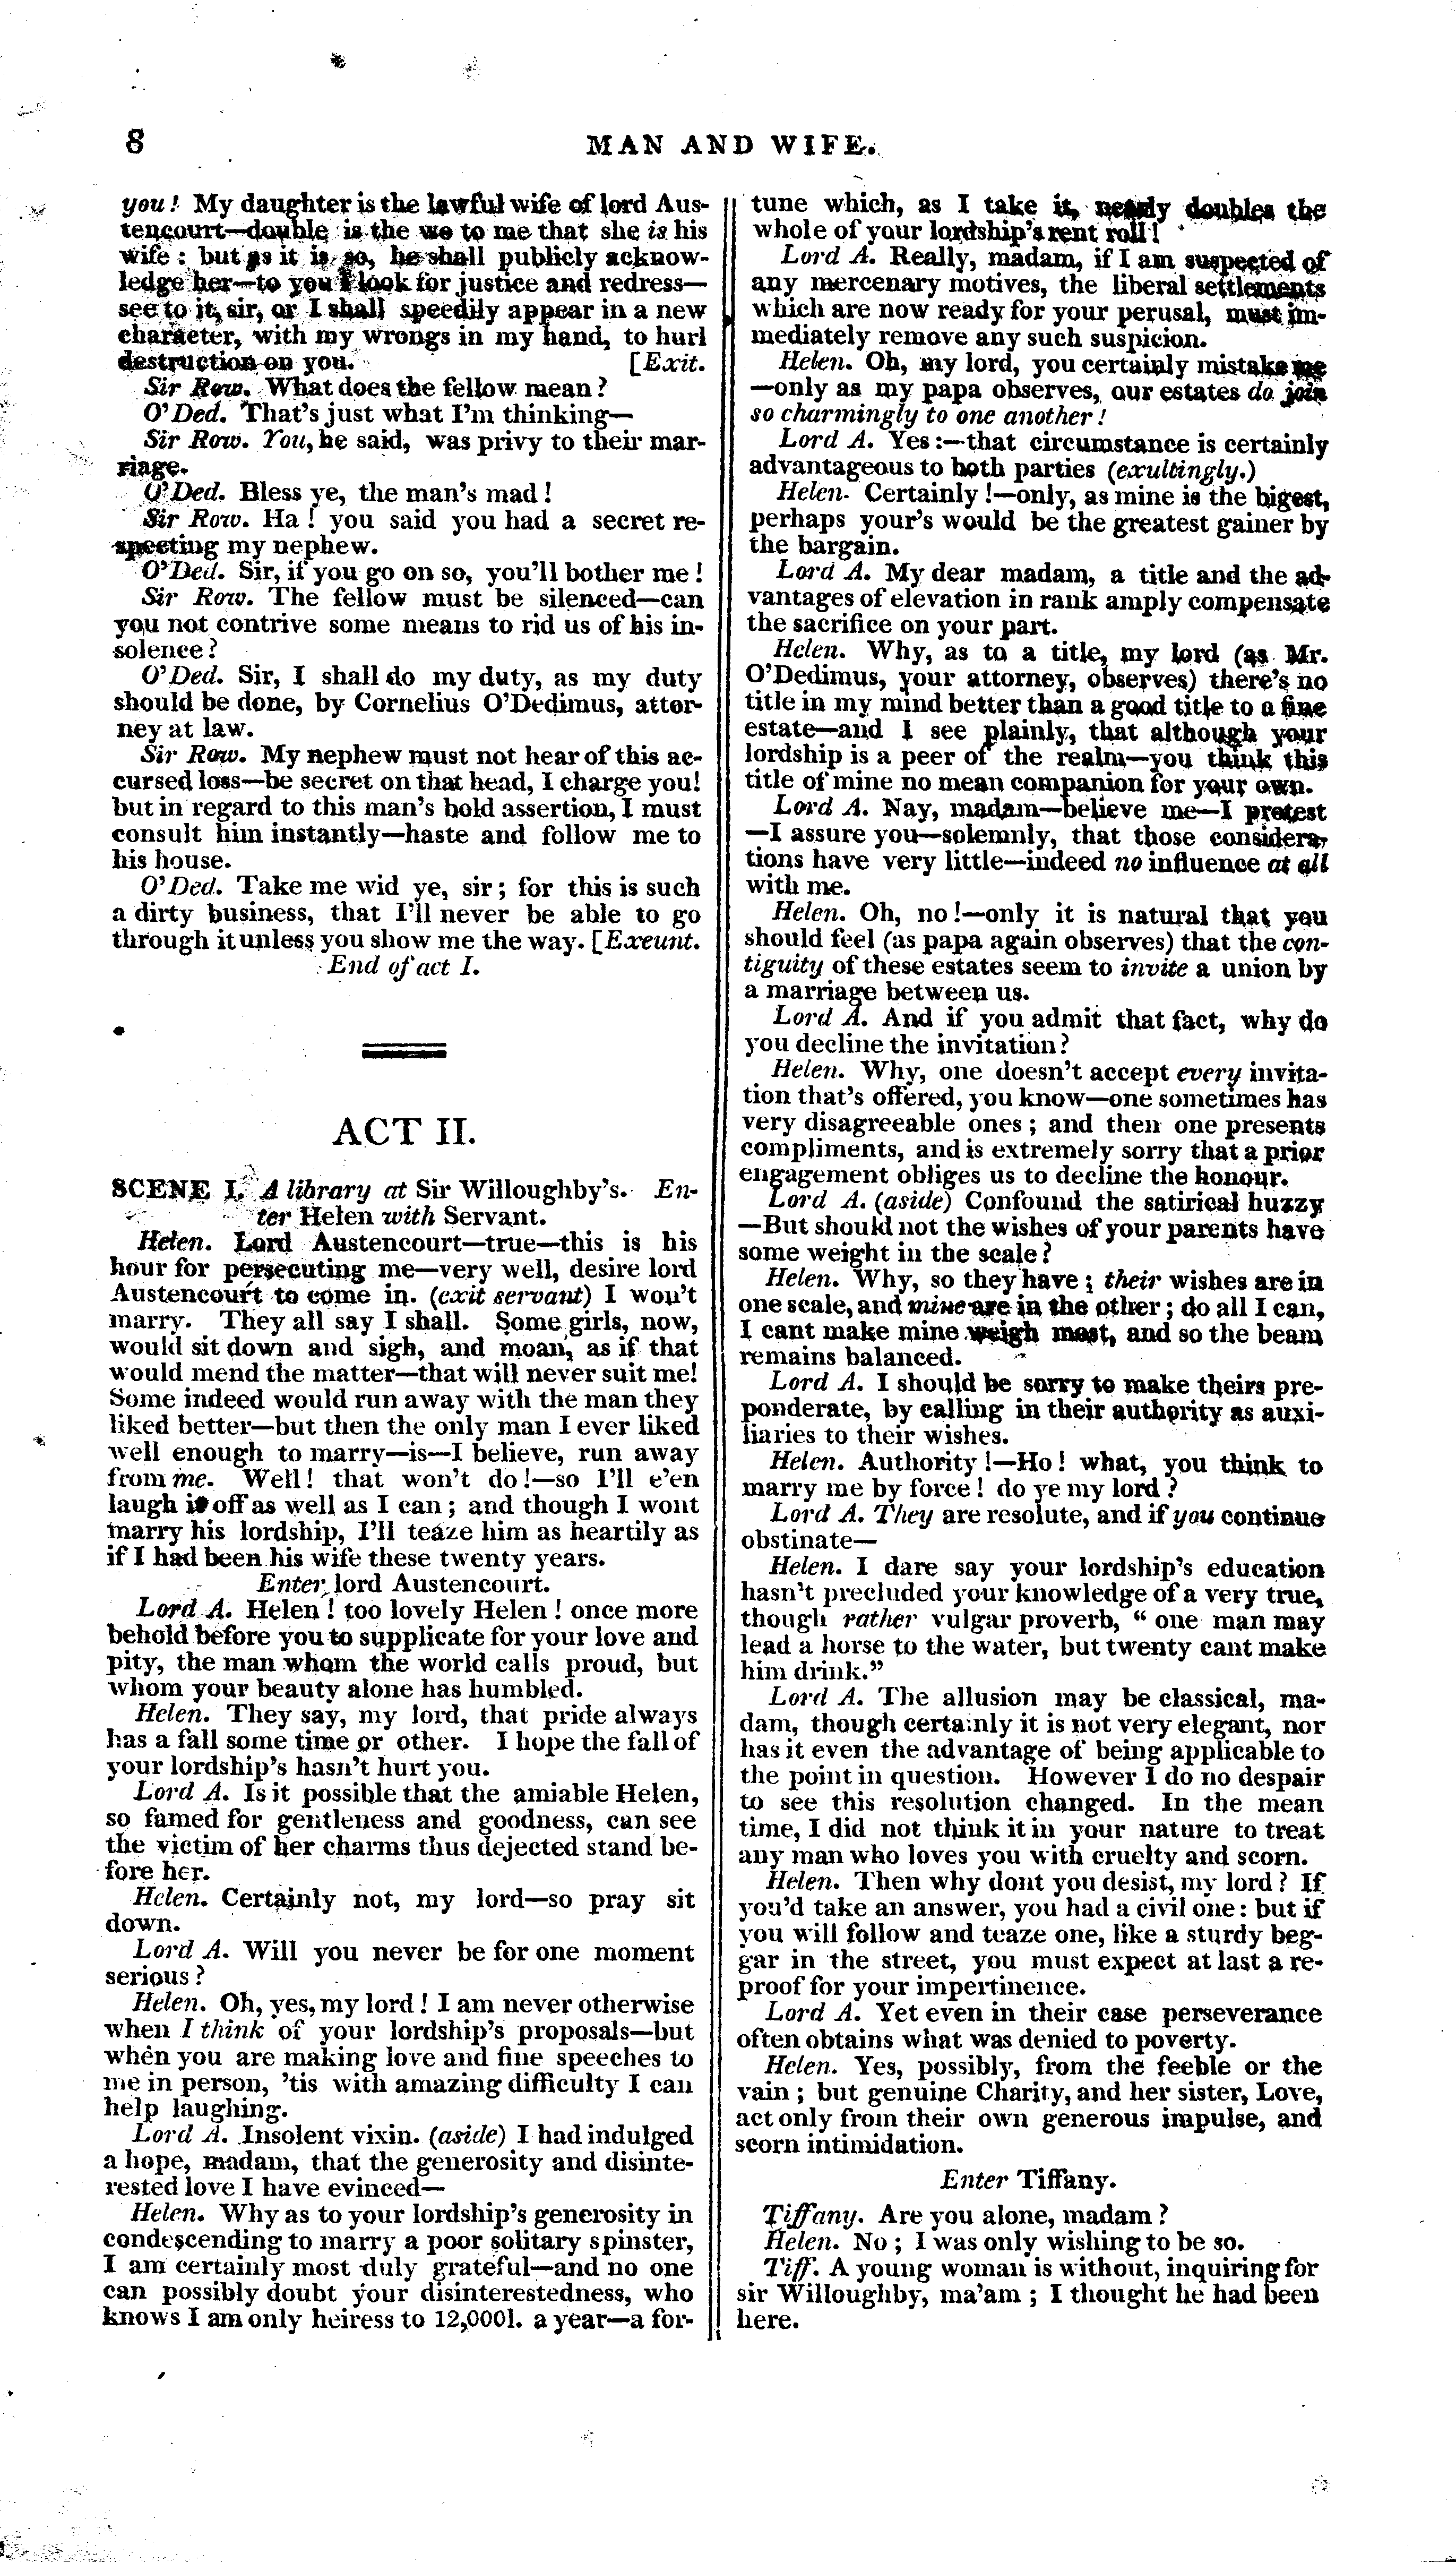 8
MAN AND WIFE.
you! My daughter is the lawful wife of lord Aus-
tencourt—double is the wo to me that she is his
wife: but as it is so, he shall publicly acknow-
ledge her—to you I look for justice and redress—
see to it, sir, or I shall speedily appear in a new
character, with my wrongs in my hand, to hurl
destruction on you. [Exit.
Sir Row. What does the fellow mean?
O'Ded. That's just what I'm thinking—
Sir Row. You, he said, was privy to their mar-
riage.
O'Ded. Bless ye, the man's mad!
Sir Row. Ha! you said you had a secret re-
specting my nephew.
O'Ded. Sir, if you go on so, you'll bother me!
Sir Row. The fellow must be silenced—can
you not contrive some means to rid us of his in-
solence?
O'Ded. Sir, I shall do my duty, as my duty
should be done, by Cornelius O'Dedimus, attor-
ney at law.
Sir Row. My nephew must not hear of this ac-
cursed loss—be secret on that head, I charge you!
but in regard to this man's bold assertion, I must
consult him instantly—haste and follow me to
his house.
O'Ded. Take me wid ye, sir; for this is such
a dirty business, that I'll never be able to go
through it unless you show me the way. [Exeunt.
End of act I.
ACT II.
SCENE I. A library at Sir Willoughby's. En-
ter Helen with Servant.
Helen. Lord Austencourt—true—this is his
hour for persecuting me—very well, desire lord
Austencourt to come in. (exit servant) I wou't
marry. They all say I shall. Some girls, now,
would sit down and sigh, and moan, as if that
would mend the matter—that will never suit me!
Some indeed would run away with the man they
liked better—but then the only man I ever liked
well enough to marry—is—I believe, run away
from me. Well! that won't do!—so I'll e'en
laugh it off as well as I can; and though I wont
marry his lordship, I'll teaze him as heartily as
if I had been his wife these twenty years.
Enter lord Austencourt.
Lord A. Helen! too lovely Helen! once more
behold before you to supplicate for your love and
pity, the man whom the world calls proud, but
whom your beauty alone has humbled.
Helen. They say, my lord, that pride always
has a fall some time or other. I hope the fall of
your lordship's hasn't hurt you.
Lord A. Is it possible that the amiable Helen,
so famed for gentleness and goodness, can see
the victim of her charms thus dejected stand be-
fore her.
Helen. Certainly not, my lord—so pray sit
down.
Lord A. Will you never be for one moment
serious?
Helen. Oh, yes, my lord! I am never otherwise
when I think of your lordship's proposals—but
when you are making love and fine speeches to
me in person, 'tis with amazing difficulty I can
help laughing.
Lord A. Insolent vixin. (aside) I had indulged
a hope, madam, that the generosity and disinte-
rested love I have evinced—
Helen. Why as to your lordship's generosity in
condescending to marry a poor solitary spinster,
I am certainly most duly grateful—and no one
can possibly doubt your disinterestedness, who
knows I am only heiress to 12,000l. a year—a for-
tune which, as I take it, nearly doubles the
whole of your lordship's rent roll!
Lord A. Really, madam, if I am suspected of
any mercenary motives, the liberal settlements
which are now ready for your perusal, must im-
mediately remove any such suspicion.
Helen. Oh, my lord, you certainly mistake me
—only as my papa observes, our estates do join
so charmingly to one another!
Lord A. Yes:—that circumstance is certainly
advantageous to both parties (exultingly.)
Helen. Certainly!—only, as mine is the bigest,
perhaps your's would be the greatest gainer by
the bargain.
Lord A. My dear madam, a title and the ad-
vantages of elevation in rank amply compensate
the sacrifice on your part.
Helen. Why, as to a title, my lord (as Mr.
O'Dedimus, your attorney, observes) there's no
title in my mind better than a good title to a fine
estate—and I see plainly, that although your
lordship is a peer of the realm—you think this
title of mine no mean companion for your own.
Lord A. Nay, madam—believe me—I protest
—I assure you—solemnly, that those considera-
tions have very little—indeed no influence at all
with me.
Helen. Oh, no!—only it is natural that you
should feel (as papa again observes) that the con-
tiguity of these estates seem to invite a union by
a marriage between us.
Lord A. And if you admit that fact, why do
you decline the invitation?
Helen. Why, one doesn't accept every invita-
tion that's offered, you know—one sometimes has
very disagreeable ones; and then one presents
compliments, and is extremely sorry that a prior
engagement obliges us to decline the honour.
Lord A. (aside) Confound the satirical huzzy
—But should not the wishes of your parents have
some weight in the scale?
Helen. Why, so they have; their wishes are in
one scale, and mine are in the other; do all I can,
I cant make mine weigh most, and so the beam
remains balanced.
Lord A. I should be sorry to make theirs pre-
ponderate, by calling in their authority as auxi-
liaries to their wishes.
Helen. Authority!—Ho! what, you think to
marry me by force! do ye my lord?
Lord A. They are resolute, and if you continue
obstinate—
Helen. I dare say your lordship's education
hasn't precluded your knowledge of a very true,
though rather vulgar proverb, "one man may
lead a horse to the water, but twenty cant make
him drink."
Lord A. The allusion may be classical, ma-
dam, though certainly it is not very elegant, nor
has it even the advantage of being applicable to
the point in question. However I do no despair
to see this resolution changed. In the mean
time, I did not think it in your nature to treat
any man who loves you with cruelty and scorn.
Helen. Then why dont you desist, my lord? If
you'd take an answer, you had a civil one: but if
you will follow and teaze one, like a sturdy beg-
gar in the street, you must expect at last a re-
proof for your impertinence.
Lord A. Yet even in their case perseverance
often obtains what was denied to poverty.
Helen. Yes, possibly, from the feeble or the
vain; but genuine Charity, and her sister, Love,
act only from their own generous impulse, and
scorn intimidation.
Enter Tiffany.
Tiffany. Are you alone, madam?
Helen. No; I was only wishing to be so.
Tiff. A young woman is without, inquiring for
sir Willoughby, ma'am; I thought he had been
here.